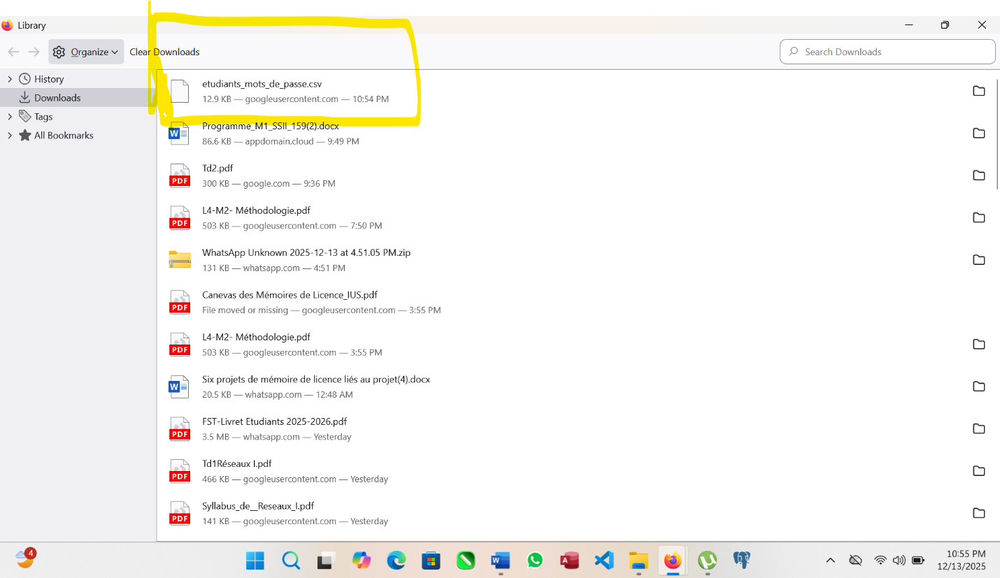 Library
Organize
Clear Downloads
Search Downloads
History
Downloads
Tags
All Bookmarks
etudiants_mots_de_passe.csv
12.9 KB — googleusercontent.com — 10:54 PM
Programme_M1_SSII_159(2).docx
86.6 KB — appdomain.cloud — 9:49 PM
Td2.pdf
300 KB — google.com — 9:36 PM
L4-M2- Méthodologie.pdf
503 KB — googleusercontent.com — 7:50 PM
WhatsApp Unknown 2025-12-13 at 4.51.05 PM.zip
131 KB — whatsapp.com — 4:51 PM
Canevas des Mémoires de Licence_IUS.pdf
File moved or missing — googleusercontent.com — 3:55 PM
L4-M2- Méthodologie.pdf
503 KB — googleusercontent.com — 3:55 PM
Six projets de mémoire de licence liés au projet(4).docx
20.5 KB — whatsapp.com — 12:48 AM
FST-Livret Etudiants 2025-2026.pdf
3.5 MB — whatsapp.com — Yesterday
Td1Réseaux I.pdf
466 KB — googleusercontent.com — Yesterday
Syllabus_de__Reseaux_I.pdf
141 KB — googleusercontent.com — Yesterday
W
PDF
PDF
PDF
PDF
W
PDF
PDF
PDF
4
W
A
10:55 PM
12/13/2025